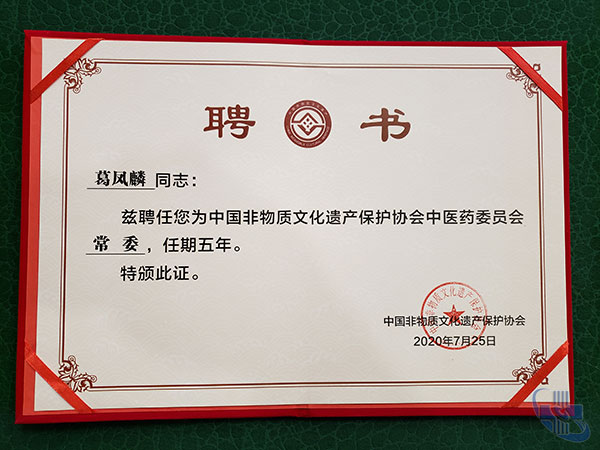 聘书
葛凤麟同志：
兹聘任您为中国非物质文化遗产保护协会中医药委员会
常委，任期五年。
特颁此证。
中国非物质文化遗产保护协会
2020年7月25日